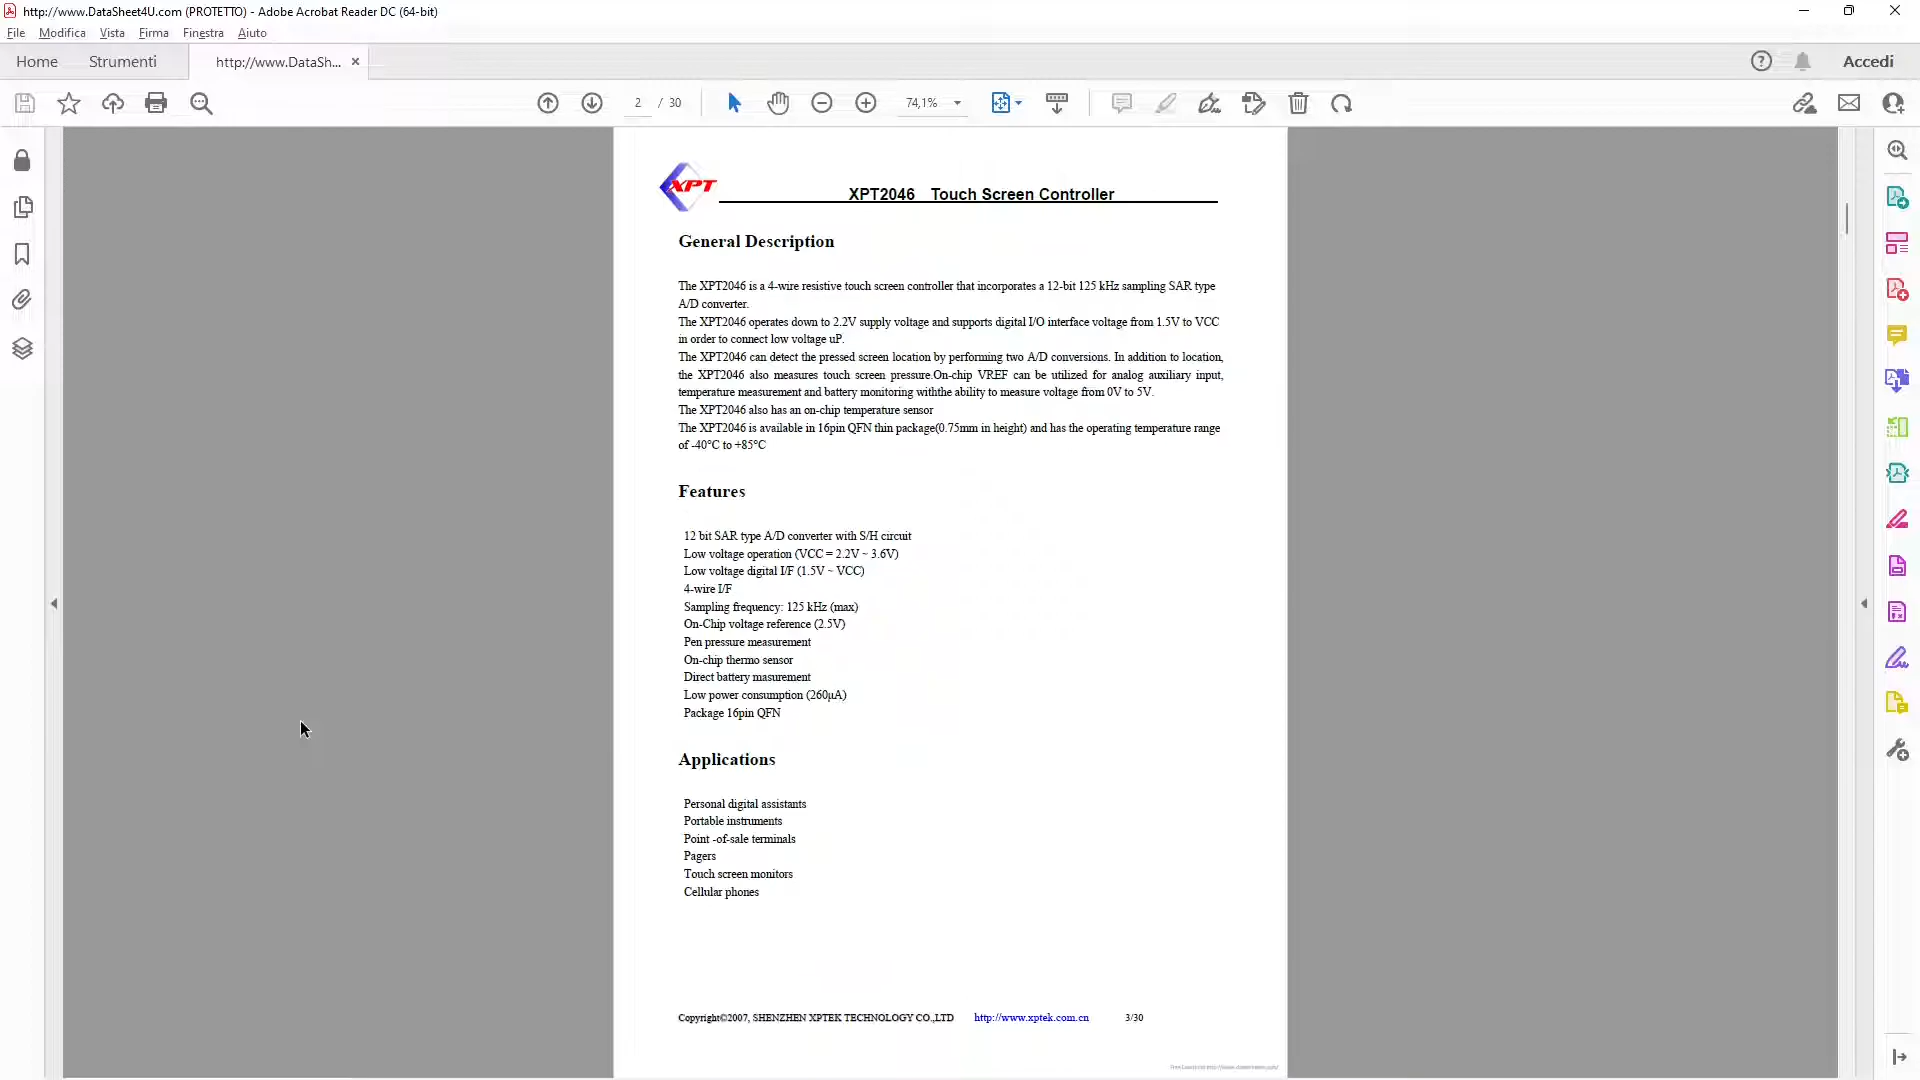 http://www.DataSheet4U.com (PROTETTO) - Adobe Acrobat Reader DC (64-bit)
File Modifica Vista Firma Finestra Aiuto
Home Strumenti http://www.DataSh... Accedi
2 / 30 74,1%
XPT
XPT2046 Touch Screen Controller
General Description
The XPT2046 is a 4-wire resistive touch screen controller that incorporates a 12-bit 125 kHz sampling SAR type
A/D converter.
The XPT2046 operates down to 2.2V supply voltage and supports digital I/O interface voltage from 1.5V to VCC
in order to connect low voltage uP.
The XPT2046 can detect the pressed screen location by performing two A/D conversions. In addition to location,
the XPT2046 also measures touch screen pressure.On-chip VREF can be utilized for analog auxiliary input,
temperature measurement and battery monitoring withthe ability to measure voltage from 0V to 5V.
The XPT2046 also has an on-chip temperature sensor
The XPT2046 is available in 16pin QFN thin package(0.75mm in height) and has the operating temperature range
of -40°C to +85°C
Features
12 bit SAR type A/D converter with S/H circuit
Low voltage operation (VCC = 2.2V ~ 3.6V)
Low voltage digital I/F (1.5V ~ VCC)
4-wire I/F
Sampling frequency: 125 kHz (max)
On-Chip voltage reference (2.5V)
Pen pressure measurement
On-chip thermo sensor
Direct battery masurement
Low power consumption (260μA)
Package 16pin QFN
Applications
Personal digital assistants
Portable instruments
Point -of-sale terminals
Pagers
Touch screen monitors
Cellular phones
Copyright©2007, SHENZHEN XPTEK TECHNOLOGY CO.,LTD http://www.xptek.com.cn 3/30